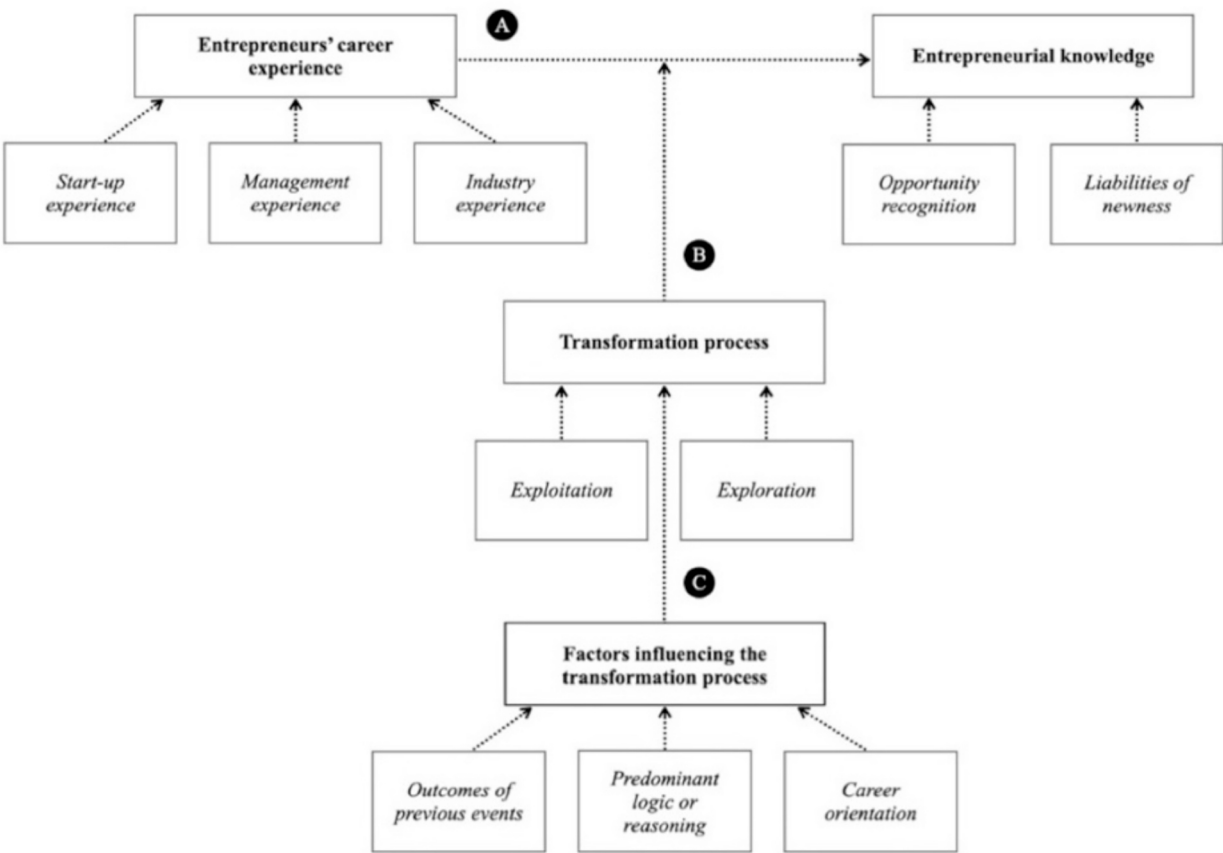 A
Entrepreneurs’ career
experience
Entrepreneurial knowledge
Start-up
experience
Management
experience
Industry
experience
Opportunity
recognition
Liabilities of
newness
B
Transformation process
Exploitation
Exploration
C
Factors influencing the
transformation process
Outcomes of
previous events
Predominant
logic or
reasoning
Career
orientation